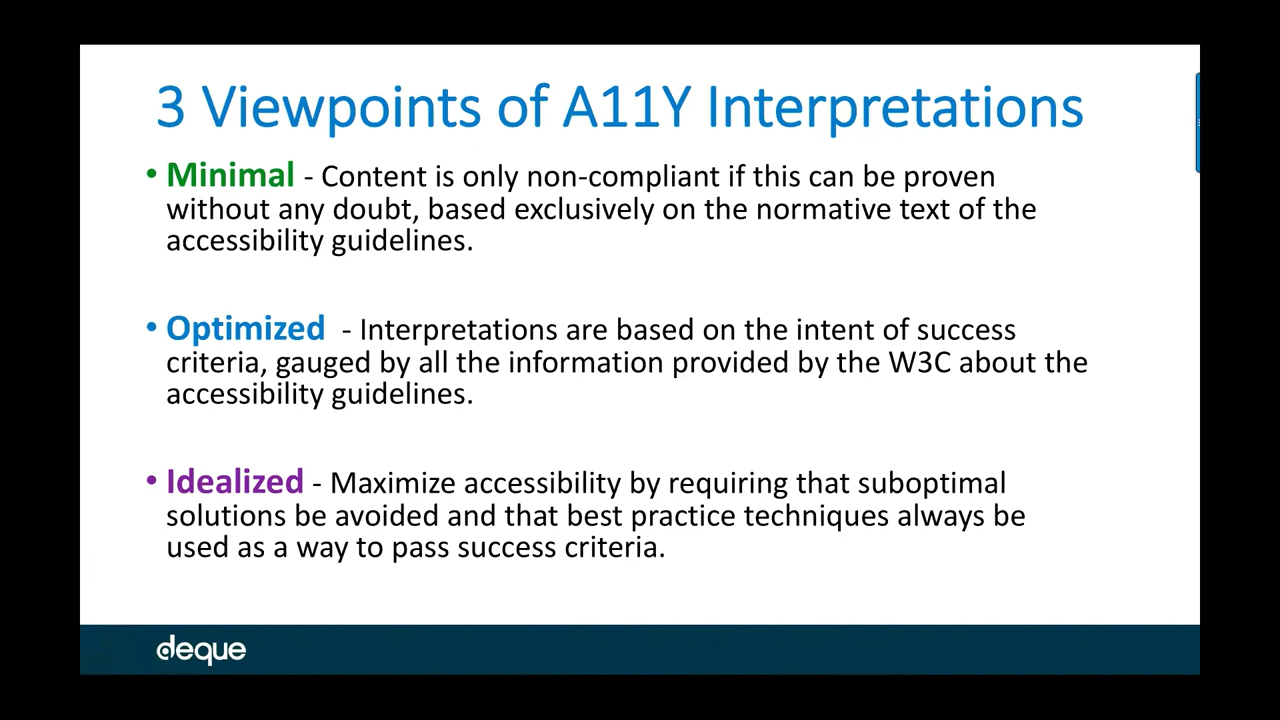 3 Viewpoints of A11Y Interpretations
• Minimal - Content is only non-compliant if this can be proven
without any doubt, based exclusively on the normative text of the
accessibility guidelines.
• Optimized - Interpretations are based on the intent of success
criteria, gauged by all the information provided by the W3C about the
accessibility guidelines.
• Idealized - Maximize accessibility by requiring that suboptimal
solutions be avoided and that best practice techniques always be
used as a way to pass success criteria.
deque